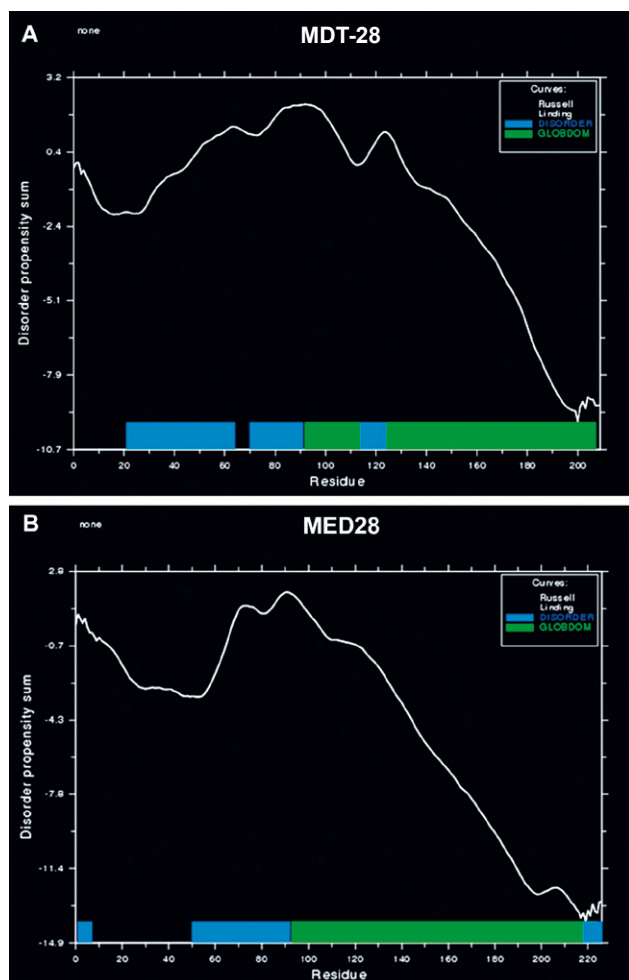 A
none
MDT-28
3.2
0.4
-2.4
-5.1
-7.9
-10.7
Disorder propensity sum
Curves:
Russell
Linding
DISORDER
GLOBDOM
0 20 40 60 80 100 120 140 160 180 200
Residue
B
none
MED28
2.8
-0.7
-4.3
-7.8
-11.4
-14.9
Disorder propensity sum
Curves:
Russell
Linding
DISORDER
GLOBDOM
0 20 40 60 80 100 120 140 160 180 200 220
Residue